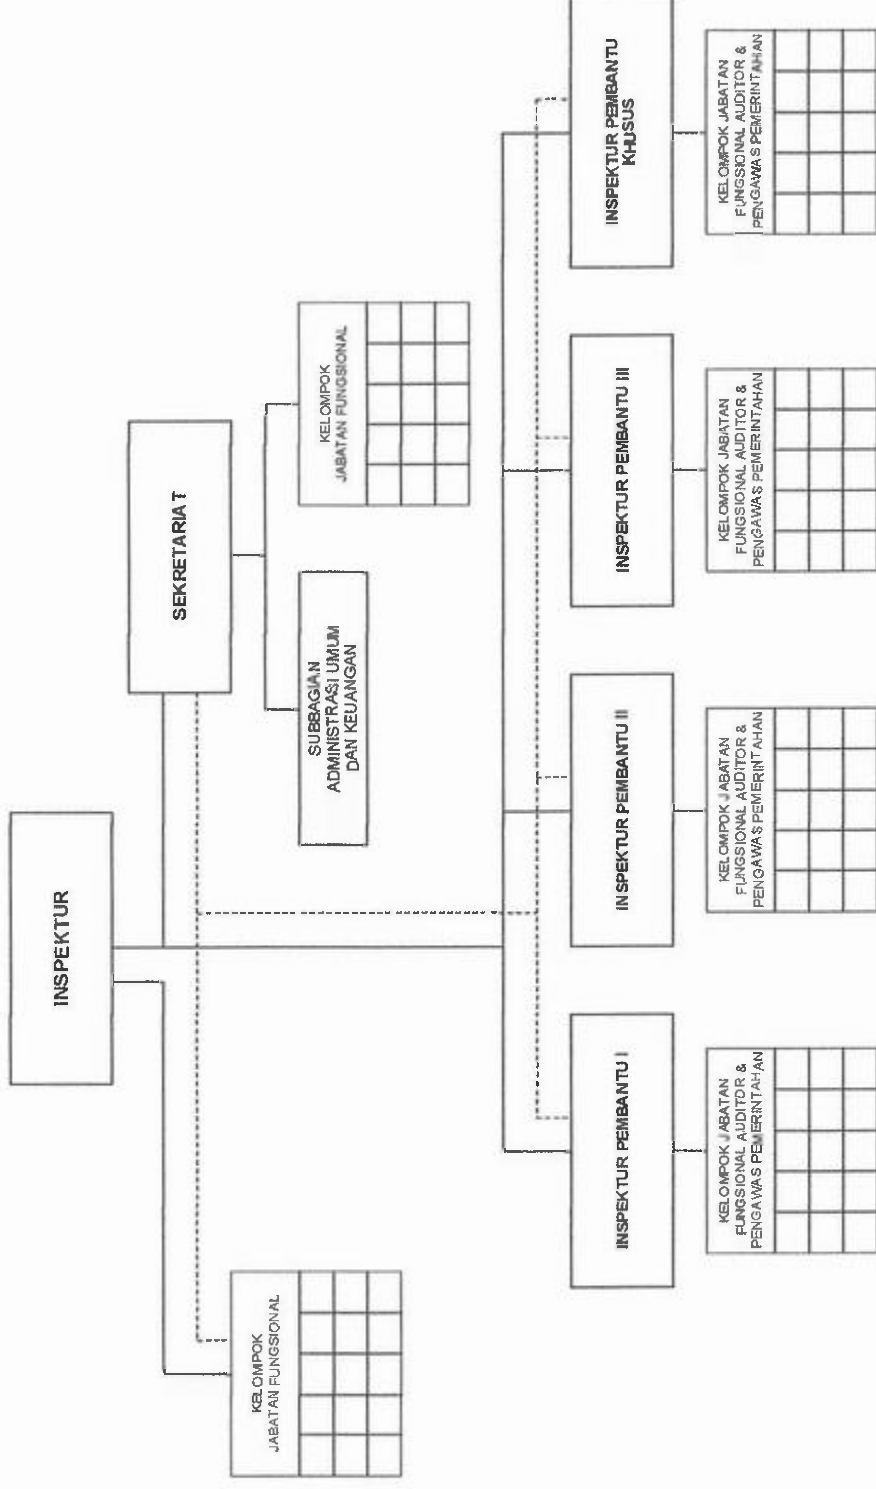 INSPEKTUR
SEKRETARIAT
KELOMPOK
JABATAN FUNGSIONAL
SUBBAGIAN
ADMINISTRASI UMUM
DAN KEUANGAN
KELOMPOK
JABATAN FUNGSIONAL
INSPEKTUR PEMBANTU I
INSPEKTUR PEMBANTU II
INSPEKTUR PEMBANTU III
INSPEKTUR PEMBANTU
KHUSUS
KELOMPOK JABATAN
FUNGSIONAL AUDITOR &
PENGAWAS PEMERINTAHAN
KELOMPOK JABATAN
FUNGSIONAL AUDITOR &
PENGAWAS PEMERINTAHAN
KELOMPOK JABATAN
FUNGSIONAL AUDITOR &
PENGAWAS PEMERINTAHAN
KELOMPOK JABATAN
FUNGSIONAL AUDITOR &
PENGAWAS PEMERINTAHAN